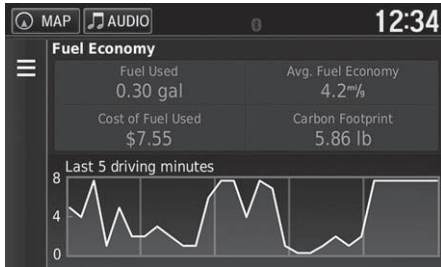 MAP AUDIO 12:34
Fuel Economy
Fuel Used Avg. Fuel Economy
0.30 gal 4.2mi/g
Cost of Fuel Used Carbon Footprint
$7.55 5.86 lb
Last 5 driving minutes
8
4
0